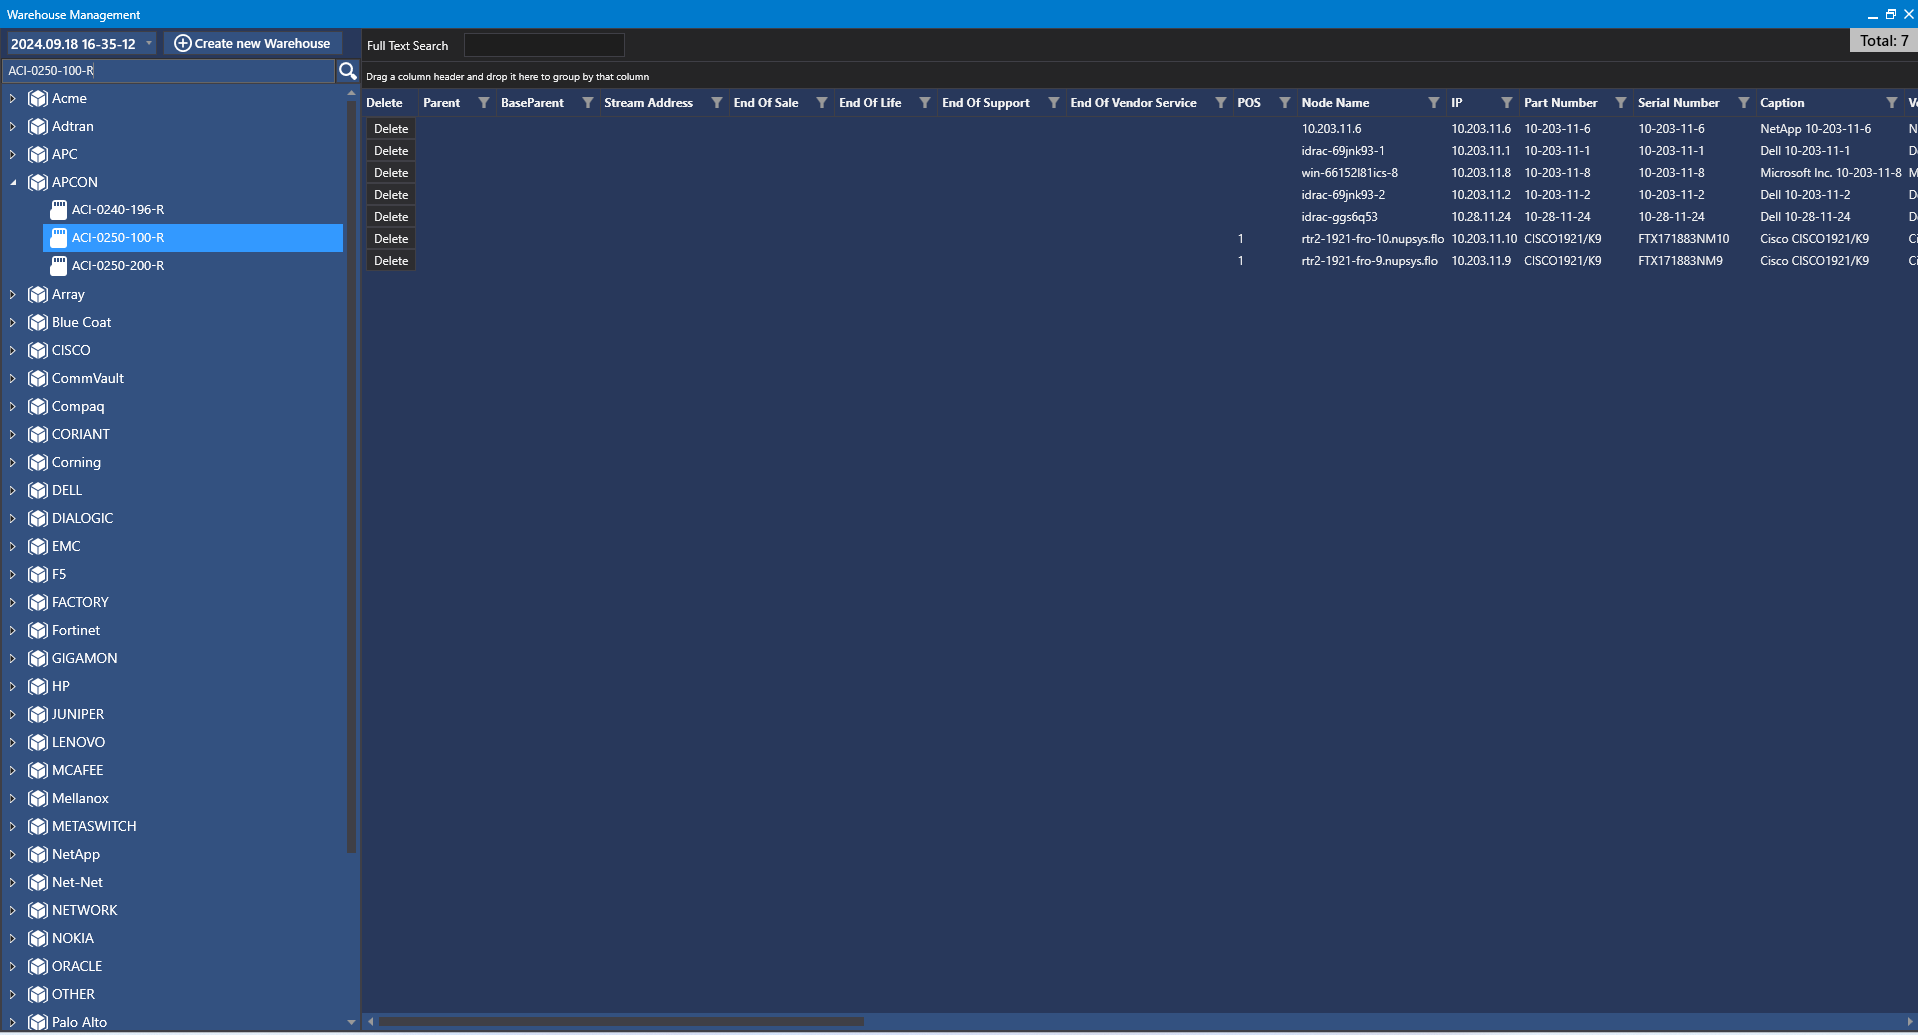 Warehouse Management
2024.09.18 16-35-12
Create new Warehouse
Full Text Search
Total: 7
ACI-0250-100-R
Drag a column header and drop it here to group by that column
Delete Parent BaseParent Stream Address End Of Sale End Of Life End Of Support End Of Vendor Service POS Node Name IP Part Number Serial Number Caption
Delete 10.203.11.6 10.203.11.6 10-203-11-6 10-203-11-6 NetApp 10-203-11-6 N
Delete idrac-69jnk93-1 10.203.11.1 10-203-11-1 10-203-11-1 Dell 10-203-11-1
Delete win-66152l81ics-8 10.203.11.8 10-203-11-8 10-203-11-8 Microsoft Inc. 10-203-11-8
Delete idrac-69jnk93-2 10.203.11.2 10-203-11-2 10-203-11-2 Dell 10-203-11-2
Delete idrac-ggs6q53 10.28.11.24 10-28-11-24 10-28-11-24 Dell 10-28-11-24
Delete 1 rtr2-1921-fro-10.nupsys.flo 10.203.11.10 CISCO1921/K9 FTX171883NM10 Cisco CISCO1921/K9
Delete 1 rtr2-1921-fro-9.nupsys.flo 10.203.11.9 CISCO1921/K9 FTX171883NM9 Cisco CISCO1921/K9
Acme
Adtran
APC
APCON
ACI-0240-196-R
ACI-0250-100-R
ACI-0250-200-R
Array
Blue Coat
CISCO
CommVault
Compaq
CORIANT
Corning
DELL
DIALOGIC
EMC
F5
FACTORY
Fortinet
GIGAMON
HP
JUNIPER
LENOVO
MCAFEE
Mellanox
METASWITCH
NetApp
Net-Net
NETWORK
NOKIA
ORACLE
OTHER
Palo Alto